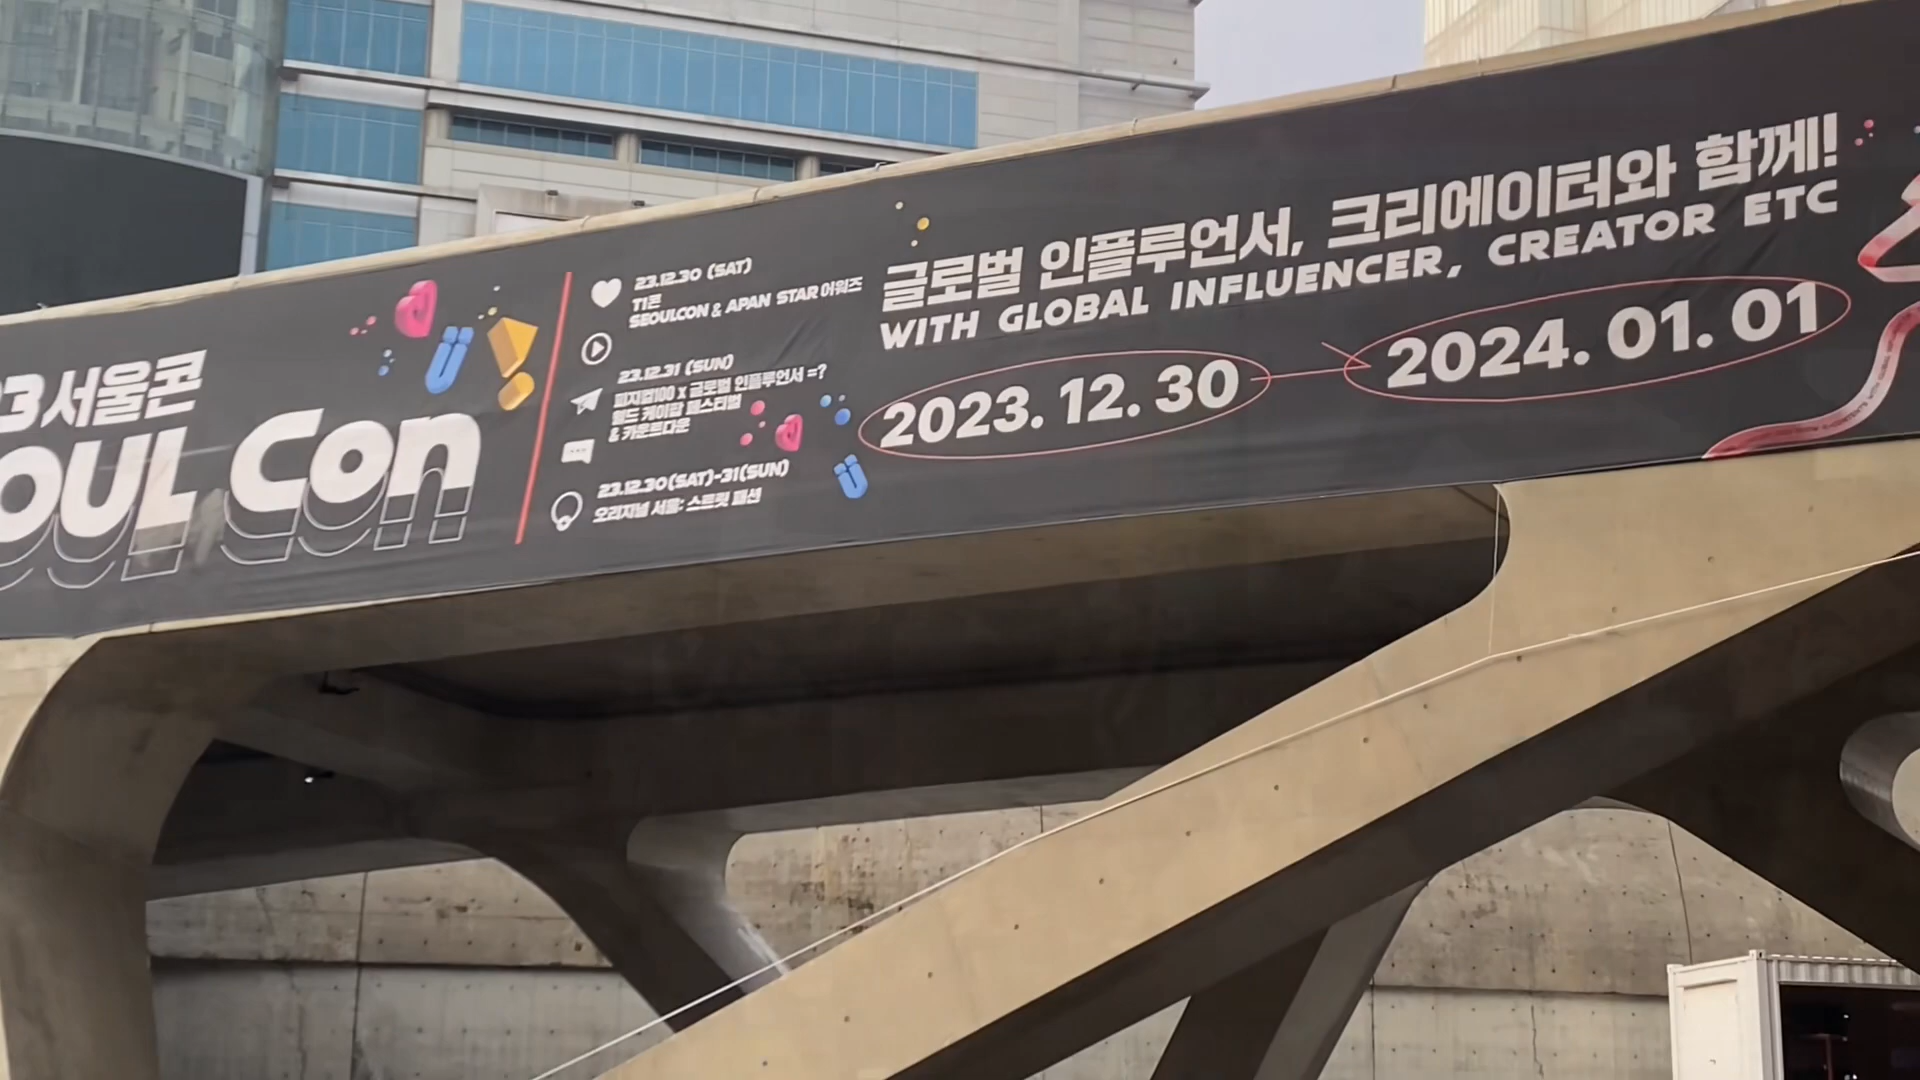 23 서울콘
OUL Con
23.12.30 (SAT)
T1콘
SEOULCON & APAN STAR 어워즈
23.12.31 (SUN)
피지컬100 x 글로벌 인플루언서 =?
월드 케이팝 페스티벌
& 카운트다운
23.12.30(SAT)-31(SUN)
오리지널 서울: 스트릿 패션
글로벌 인플루언서, 크리에이터와 함께!
WITH GLOBAL INFLUENCER, CREATOR ETC
2023. 12. 30
2024. 01. 01